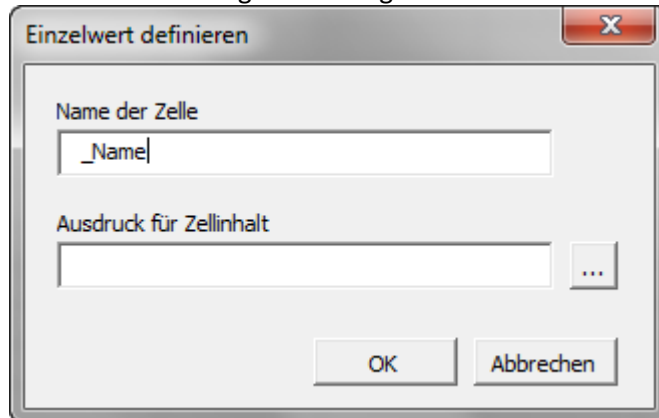 Einzelwert definieren
Name der Zelle
_Name
Ausdruck für Zellinhalt
...
OK Abbrechen